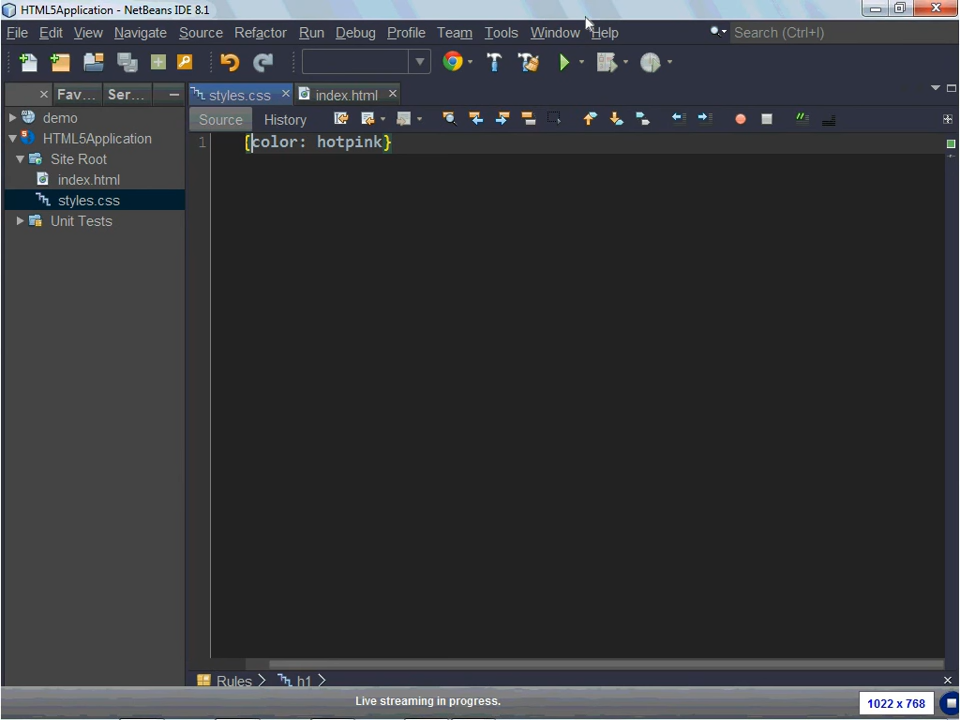 HTML5Application - NetBeans IDE 8.1
File Edit View Navigate Source Refactor Run Debug Profile Team Tools Window Help Search (Ctrl+I)
Fav... Ser... styles.css index.html
Source History
demo
HTML5Application
Site Root
index.html
styles.css
Unit Tests
1 {color: hotpink}
Rules h1
Live streaming in progress.
1022 x 768